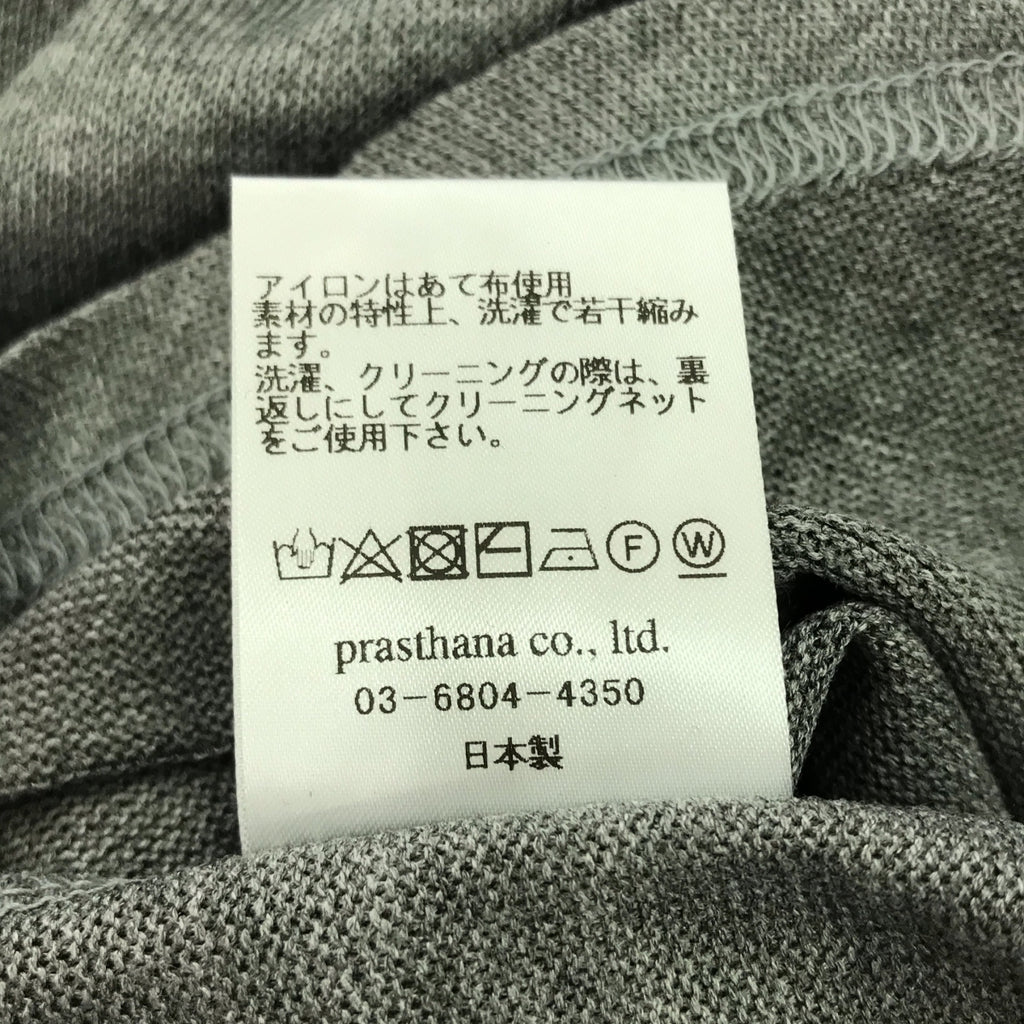 アイロンはあて布使用
素材の特性上、洗濯で若干縮み
ます。
洗濯、クリーニングの際は、裏
返しにしてクリーニングネット
をご使用下さい。
F W
prasthana co., ltd.
03-6804-4350
日本製